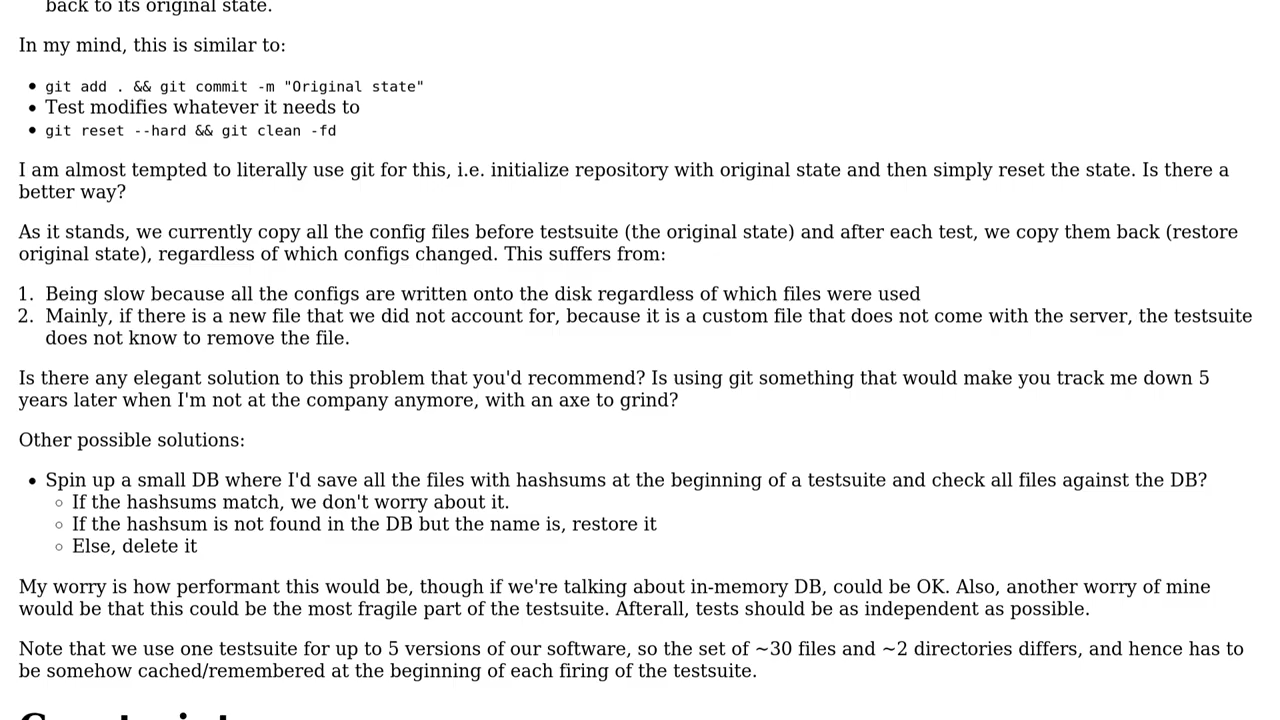 back to its original state.
In my mind, this is similar to:
• git add . && git commit -m "Original state"
• Test modifies whatever it needs to
• git reset --hard && git clean -fd
I am almost tempted to literally use git for this, i.e. initialize repository with original state and then simply reset the state. Is there a
better way?
As it stands, we currently copy all the config files before testsuite (the original state) and after each test, we copy them back (restore
original state), regardless of which configs changed. This suffers from:
1. Being slow because all the configs are written onto the disk regardless of which files were used
2. Mainly, if there is a new file that we did not account for, because it is a custom file that does not come with the server, the testsuite
does not know to remove the file.
Is there any elegant solution to this problem that you'd recommend? Is using git something that would make you track me down 5
years later when I'm not at the company anymore, with an axe to grind?
Other possible solutions:
• Spin up a small DB where I'd save all the files with hashsums at the beginning of a testsuite and check all files against the DB?
◦ If the hashsums match, we don't worry about it.
◦ If the hashsum is not found in the DB but the name is, restore it
◦ Else, delete it
My worry is how performant this would be, though if we're talking about in-memory DB, could be OK. Also, another worry of mine
would be that this could be the most fragile part of the testsuite. Afterall, tests should be as independent as possible.
Note that we use one testsuite for up to 5 versions of our software, so the set of ~30 files and ~2 directories differs, and hence has to
be somehow cached/remembered at the beginning of each firing of the testsuite.